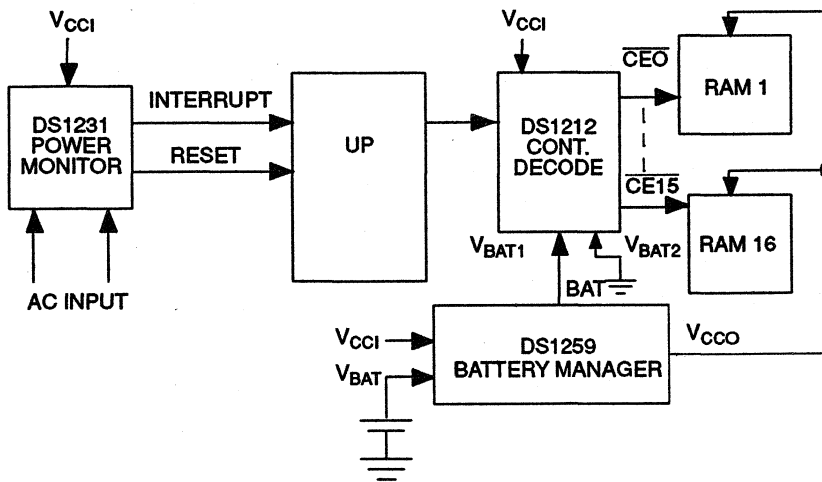 VCCI
VCCI
CEO
RAM 1
DS1231
POWER
MONITOR
INTERRUPT
RESET
UP
DS1212
CONT.
DECODE
CE15
RAM 16
VBAT1
VBAT2
AC INPUT
BAT
VCCI
VBAT
DS1259
BATTERY MANAGER
VCCO